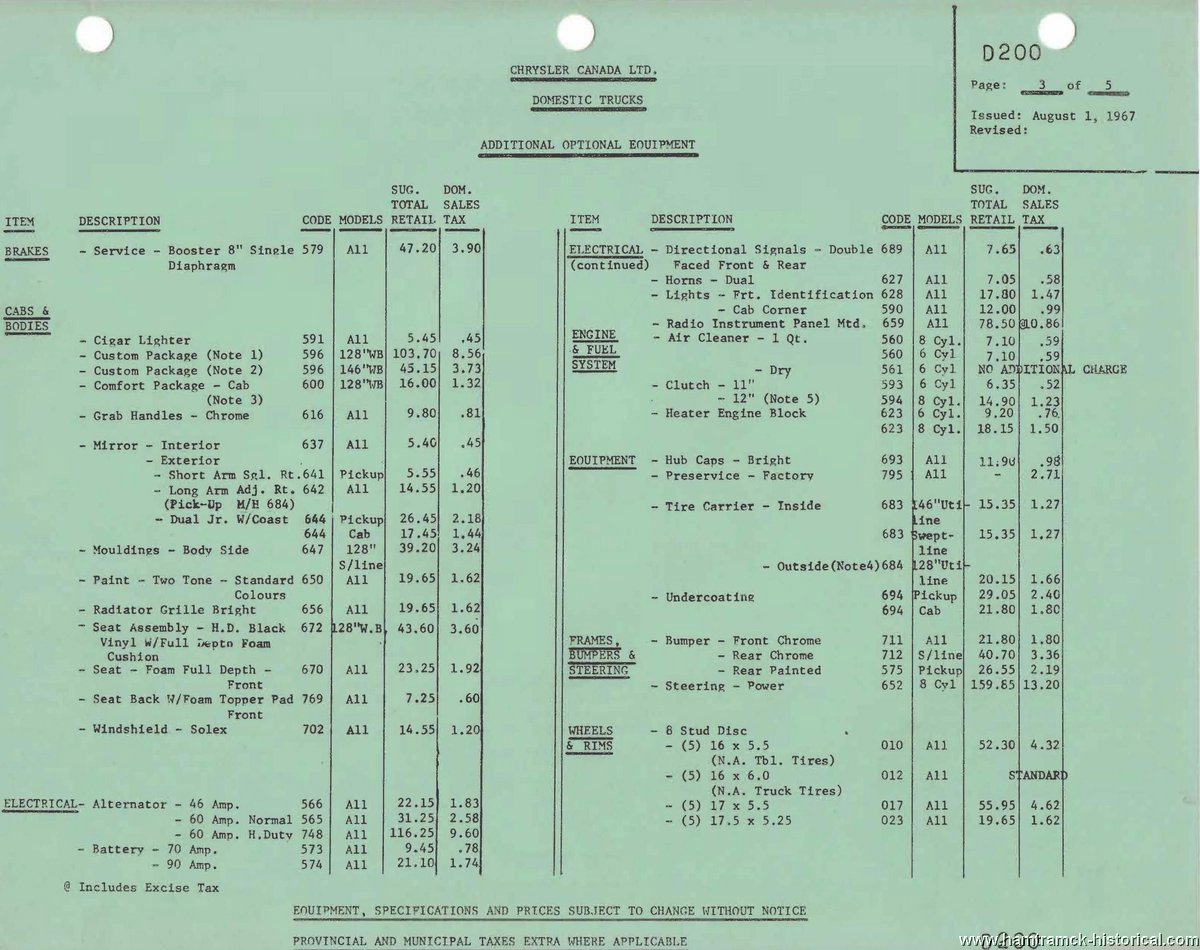 D200
Page: 3 of 5
Issued: August 1, 1967
Revised:
CHRYSLER CANADA LTD.
DOMESTIC TRUCKS
ADDITIONAL OPTIONAL EQUIPMENT
SUG. DOM.
TOTAL SALES
ITEM DESCRIPTION CODE MODELS RETAIL TAX
BRAKES - Service - Booster 8" Single 579 All 47.20 3.90
Diaphragm
CABS &
BODIES
- Cigar Lighter 591 All 5.45 .45
- Custom Package (Note 1) 596 128"WB 103.70 8.56
- Custom Package (Note 2) 596 146"WB 45.15 3.73
- Comfort Package - Cab 600 128"WB 16.00 1.32
(Note 3)
- Grab Handles - Chrome 616 All 9.80 .81
- Mirror - Interior 637 All 5.40 .45
- Exterior
- Short Arm Sgl. Rt. 641 Pickup 5.55 .46
- Long Arm Adj. Rt. 642 All 14.55 1.20
(Pick-Up M/H 684)
- Dual Jr. W/Coast 644 Pickup 26.45 2.18
644 Cab 17.45 1.44
- Mouldings - Body Side 647 128" 39.20 3.24
S/line
- Paint - Two Tone - Standard 650 All 19.65 1.62
Colours
- Radiator Grille Bright 656 All 19.65 1.62
- Seat Assembly - H.D. Black 672 128"W.B. 43.60 3.60
Vinyl W/Full Depth Foam
Cushion
- Seat - Foam Full Depth - 670 All 23.25 1.92
Front
- Seat Back W/Foam Topper Pad 769 All 7.25 .60
Front
- Windshield - Solex 702 All 14.55 1.20
ELECTRICAL - Alternator - 46 Amp. 566 All 22.15 1.83
- 60 Amp. Normal 565 All 31.25 2.58
- 60 Amp. H.Duty 748 All 116.25 9.60
- Battery - 70 Amp. 573 All 9.45 .78
- 90 Amp. 574 All 21.10 1.74
@ Includes Excise Tax
SUG. DOM.
TOTAL SALES
ITEM DESCRIPTION CODE MODELS RETAIL TAX
ELECTRICAL - Directional Signals - Double 689 All 7.65 .63
(continued) Faced Front & Rear
- Horns - Dual 627 All 7.05 .58
- Lights - Frt. Identification 628 All 17.80 1.47
- Cab Corner 590 All 12.00 .99
- Radio Instrument Panel Mtd. 659 All 78.50 @10.86
ENGINE - Air Cleaner - 1 Qt. 560 8 Cyl. 7.10 .59
& FUEL 560 6 Cyl 7.10 .59
SYSTEM - Dry 561 6 Cyl NO ADDITIONAL CHARGE
- Clutch - 11" 593 6 Cyl 6.35 .52
- 12" (Note 5) 594 8 Cyl. 14.90 1.23
- Heater Engine Block 623 6 Cyl. 9.20 .76
623 8 Cyl. 18.15 1.50
EQUIPMENT - Hub Caps - Bright 693 All 11.90 .98
- Preservice - Factory 795 All - 2.71
- Tire Carrier - Inside 683 146"Uti- 15.35 1.27
line
683 Swept- 15.35 1.27
line
- Outside(Note4) 684 128"Uti-
line 20.15 1.66
- Undercoating 694 Pickup 29.05 2.40
694 Cab 21.80 1.80
FRAMES, - Bumper - Front Chrome 711 All 21.80 1.80
BUMPERS & - Rear Chrome 712 S/line 40.70 3.36
STEERING - Rear Painted 575 Pickup 26.55 2.19
- Steering - Power 652 8 Cyl 159.85 13.20
WHEELS - 8 Stud Disc
& RIMS - (5) 16 x 5.5 010 All 52.30 4.32
(N.A. Tbl. Tires)
- (5) 16 x 6.0 012 All STANDARD
(N.A. Truck Tires)
- (5) 17 x 5.5 017 All 55.95 4.62
- (5) 17.5 x 5.25 023 All 19.65 1.62
EQUIPMENT, SPECIFICATIONS AND PRICES SUBJECT TO CHANGE WITHOUT NOTICE
PROVINCIAL AND MUNICIPAL TAXES EXTRA WHERE APPLICABLE
D200
www.hamtramck-historical.com